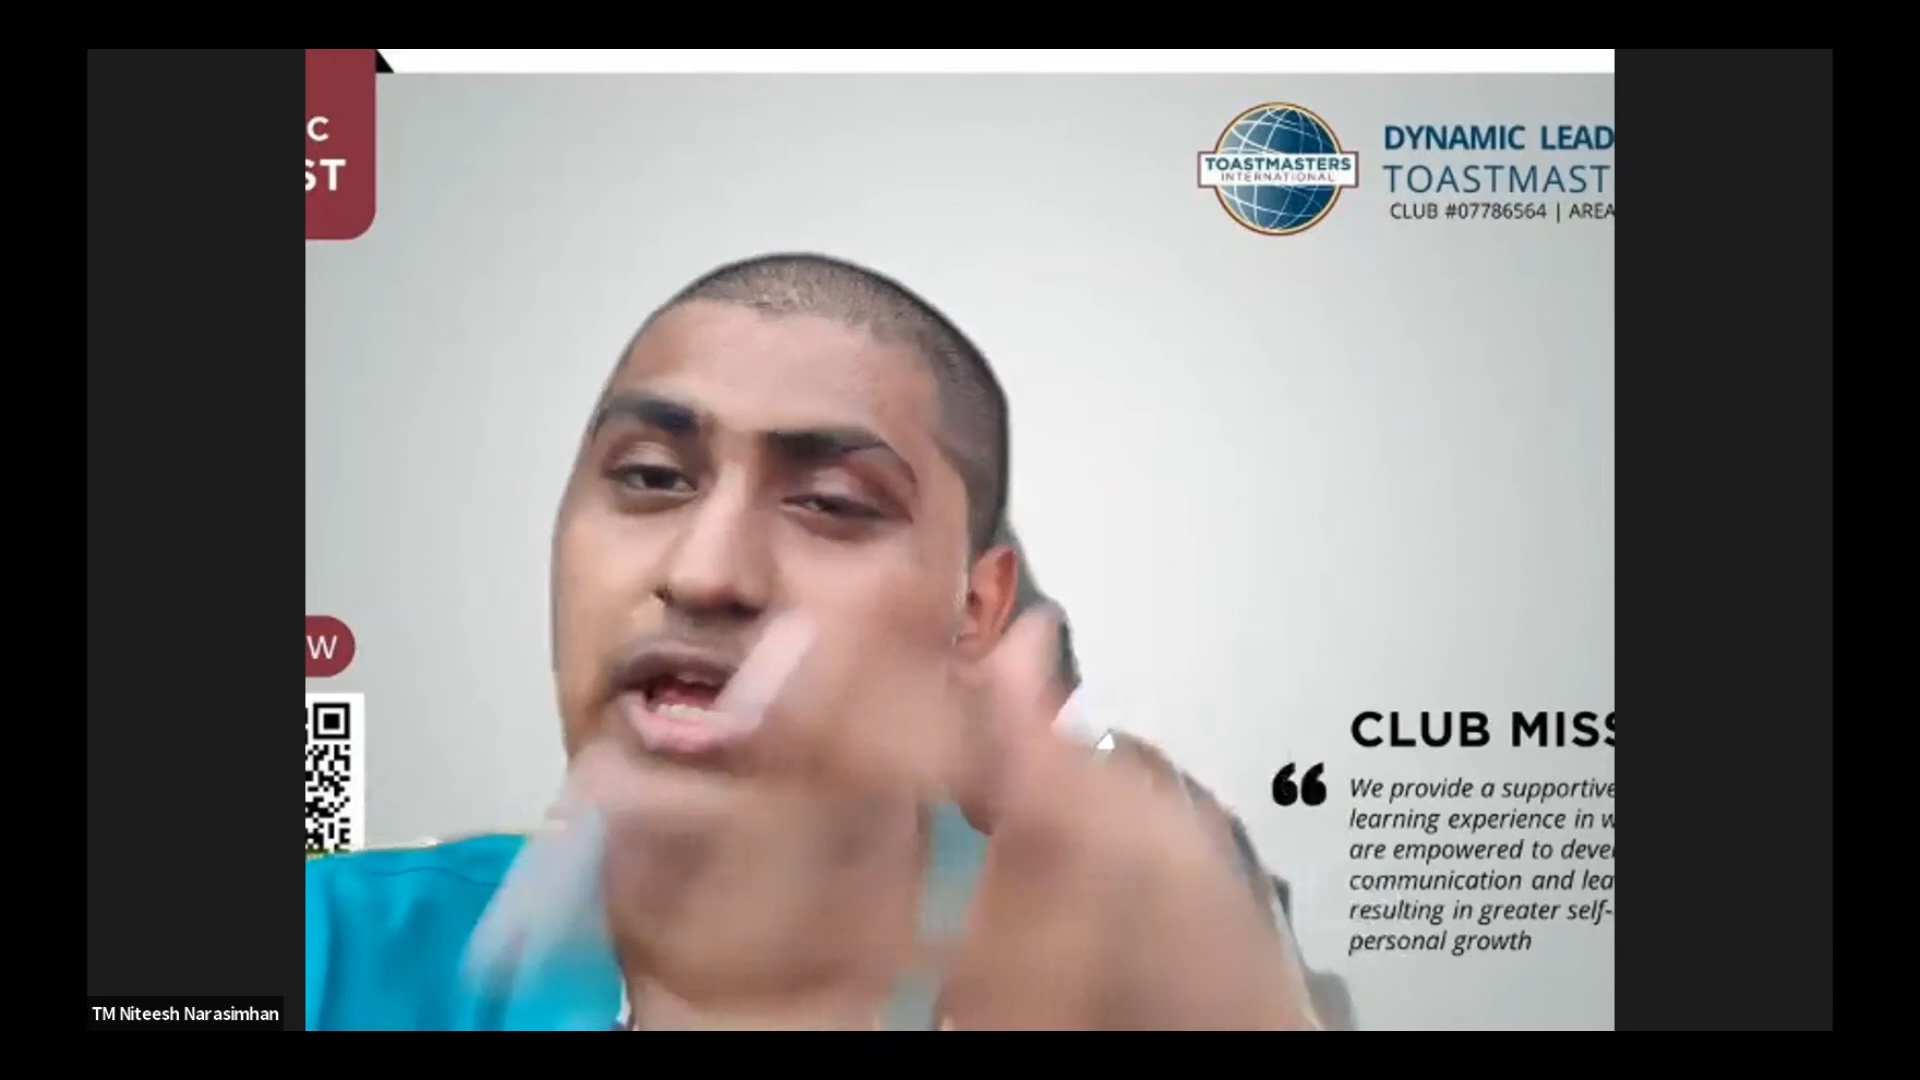 C
ST
TOASTMASTERS
INTERNATIONAL
DYNAMIC LEAD
TOASTMAST
CLUB #07786564 | AREA
W
CLUB MISS
“
We provide a supportive
learning experience in w
are empowered to devel
communication and lea
resulting in greater self-
personal growth
TM Niteesh Narasimhan